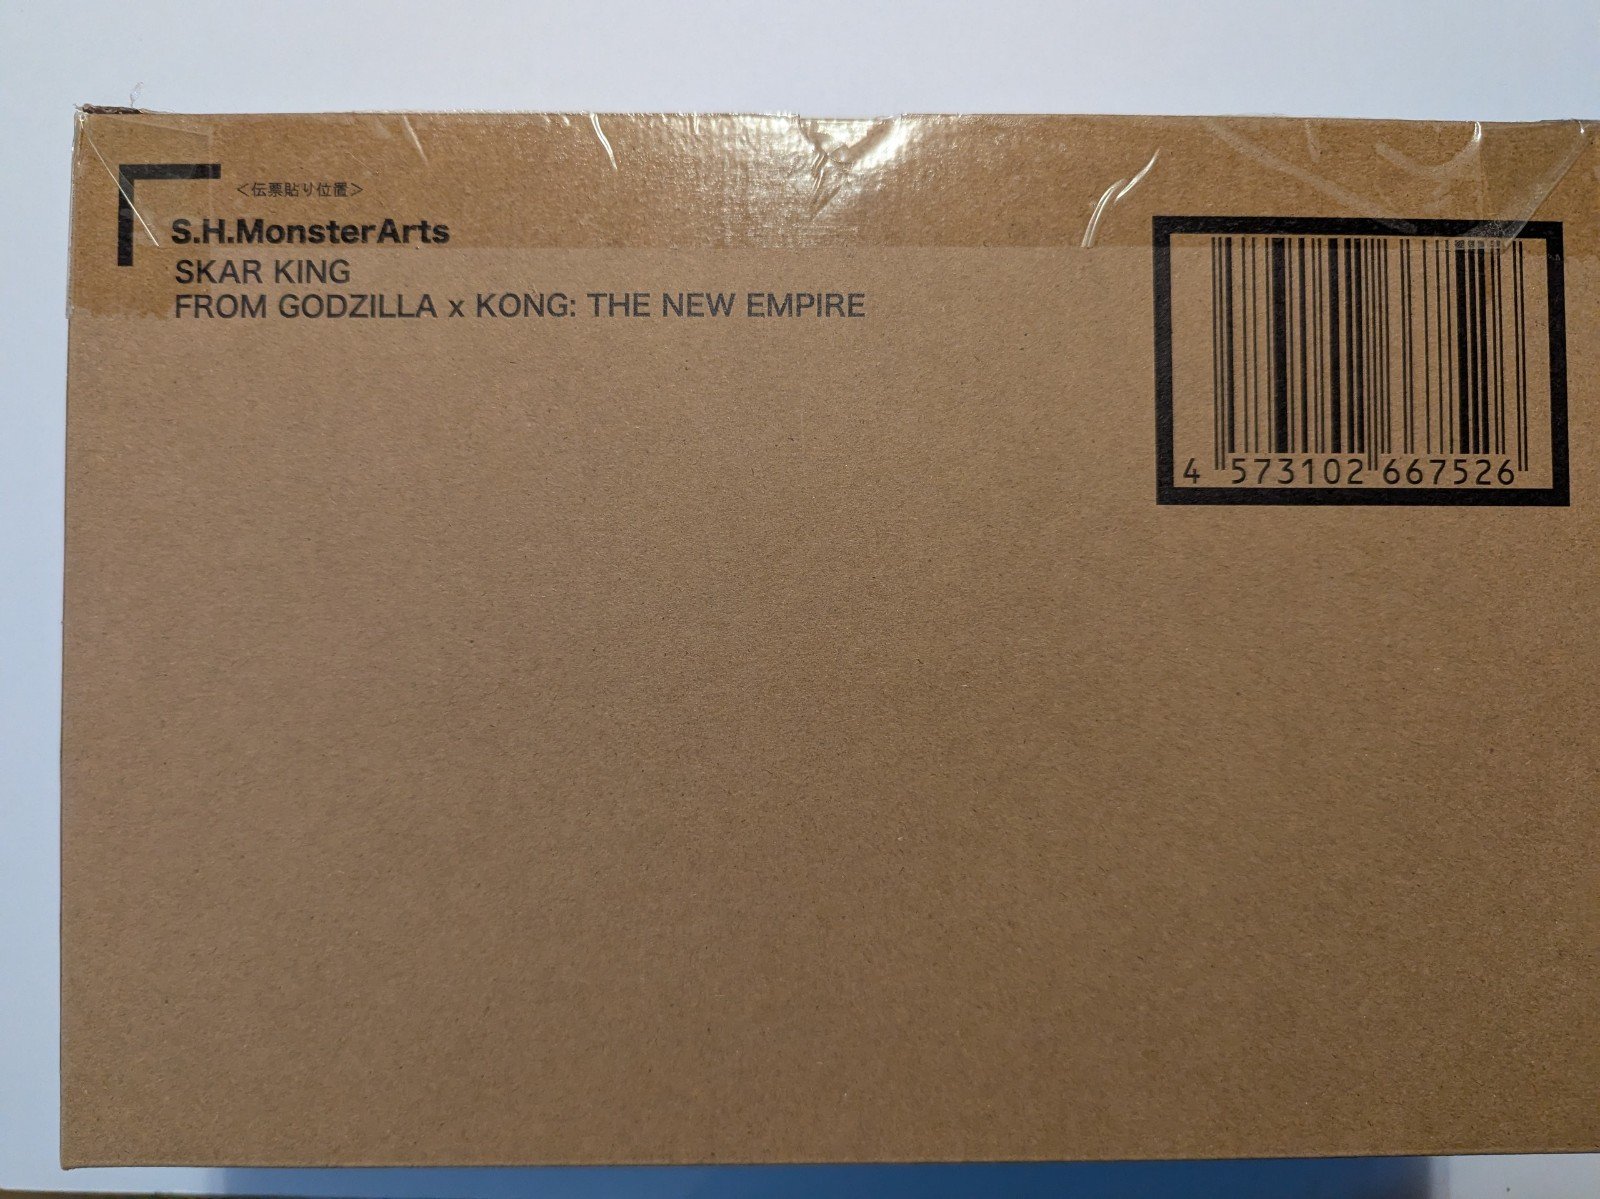 <伝票貼り位置>
S.H.MonsterArts
SKAR KING
FROM GODZILLA x KONG: THE NEW EMPIRE
4 573102 667526